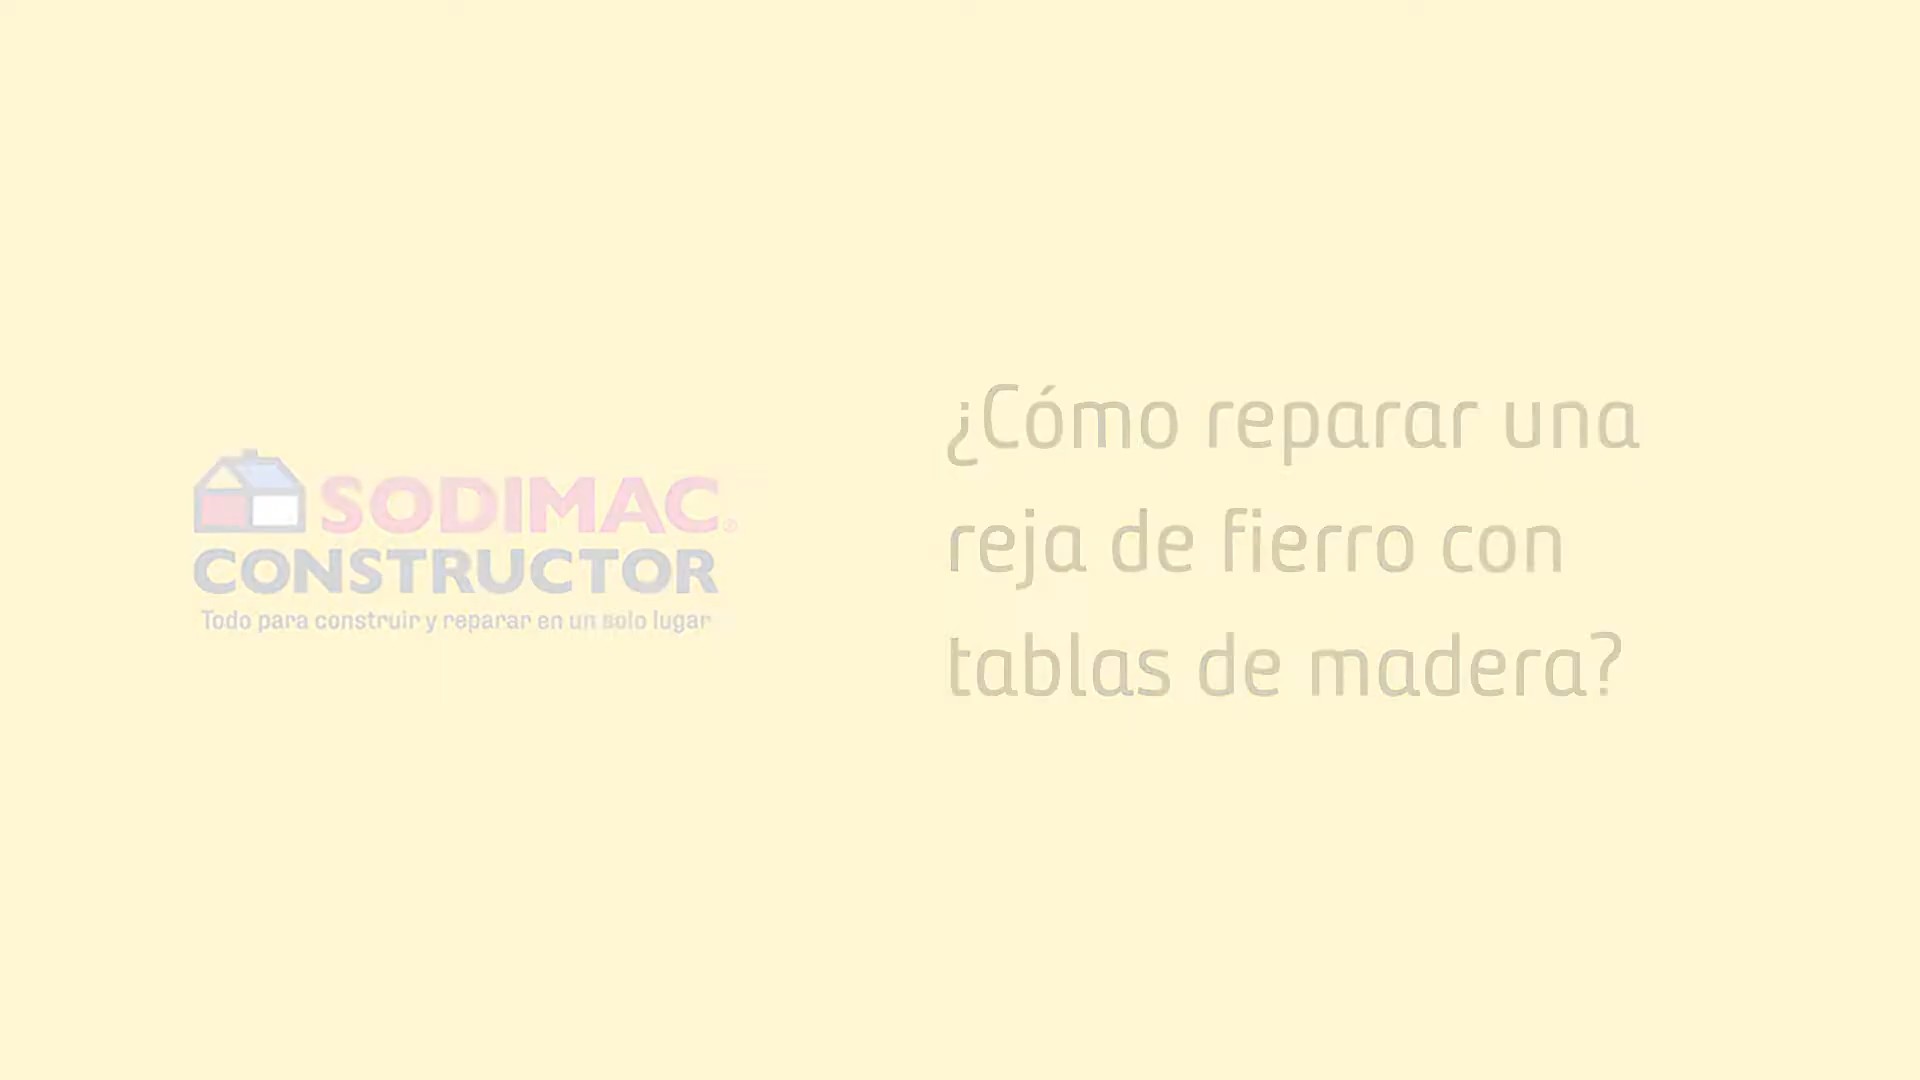 SODIMAC®
CONSTRUCTOR
Todo para construir y reparar en un solo lugar
¿Cómo reparar una
reja de fierro con
tablas de madera?